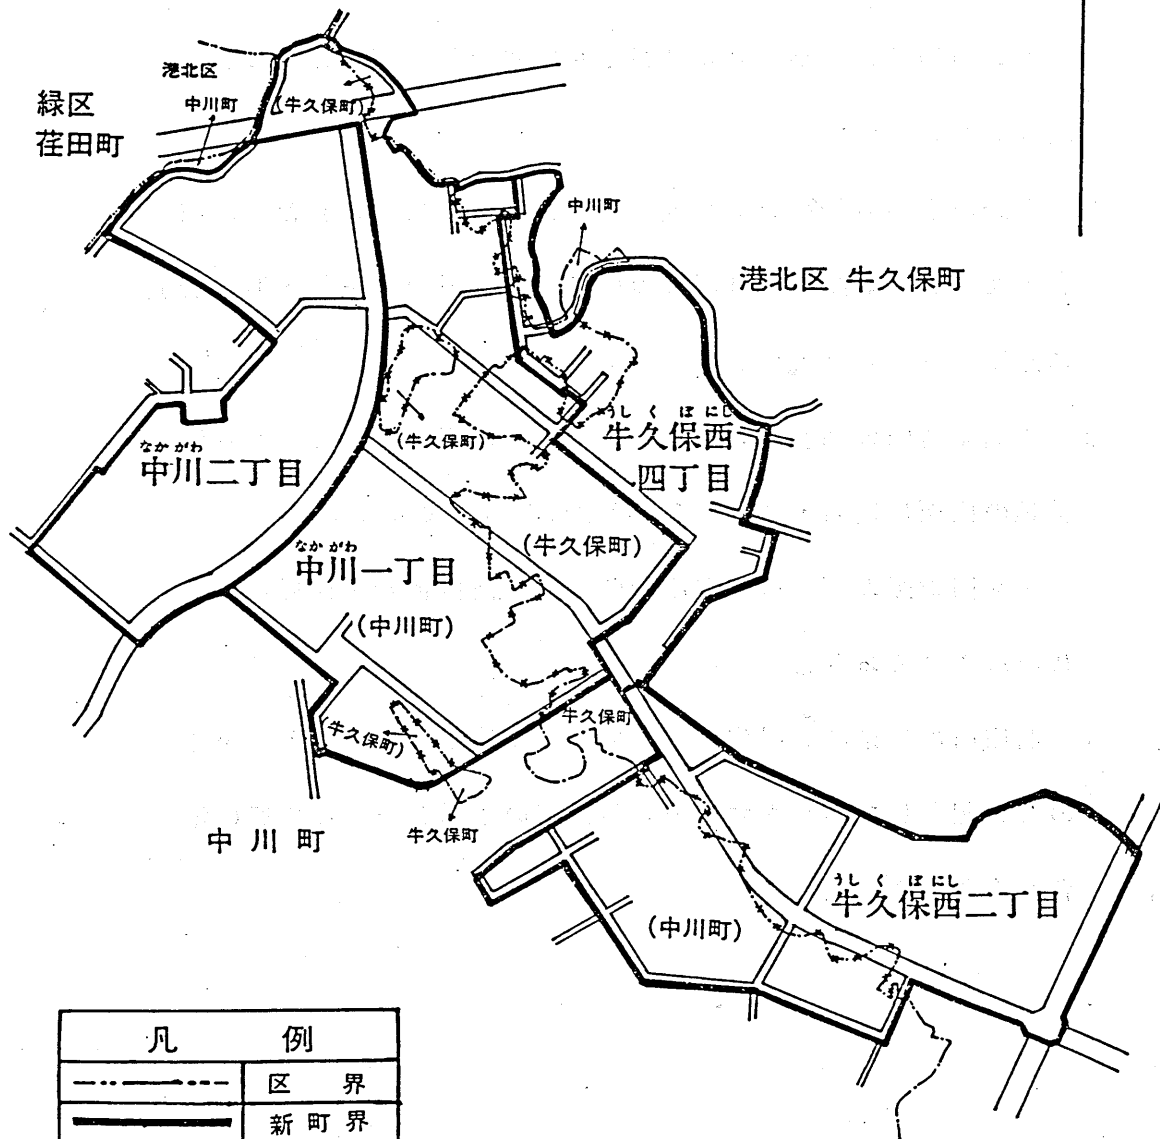 港北区
緑区
荏田町
中川町
(牛久保町)
中川町
港北区 牛久保町
うしくぼにし
牛久保西
四丁目
(牛久保町)
なかがわ
中川二丁目
(牛久保町)
なかがわ
中川一丁目
(中川町)
牛久保町
(牛久保町)
中川町
牛久保町
うしくぼにし
牛久保西二丁目
(中川町)
凡例
区界
新町界